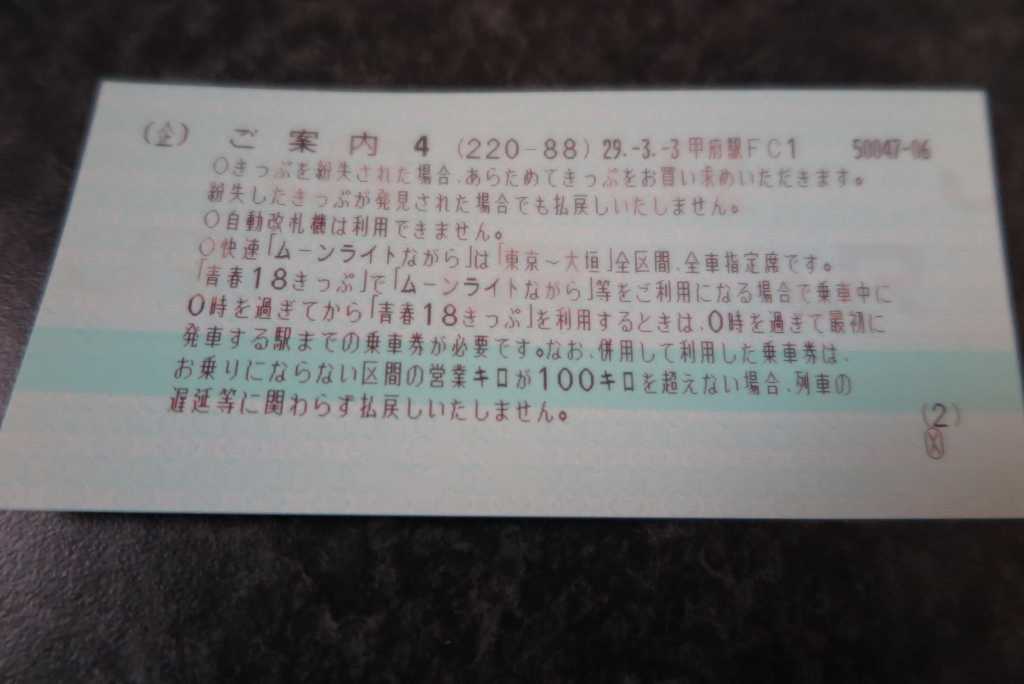 (企) ご案内 4 (220-88) 29.-3.-3 甲府駅FC1 50047-06
○きっぷを紛失された場合、あらためてきっぷをお買い求めいただきます。
紛失したきっぷが発見された場合でも払戻しいたしません。
○自動改札機は利用できません。
○快速「ムーンライトながら」は「東京～大垣」全区間、全車指定席です。
「青春18きっぷ」で「ムーンライトながら」等をご利用になる場合で乗車中に
0時を過ぎてから「青春18きっぷ」を利用するときは、0時を過ぎて最初に
発車する駅までの乗車券が必要です。なお、併用して利用した乗車券は、
お乗りにならない区間の営業キロが100キロを超えない場合、列車の
遅延等に関わらず払戻しいたしません。
(2)